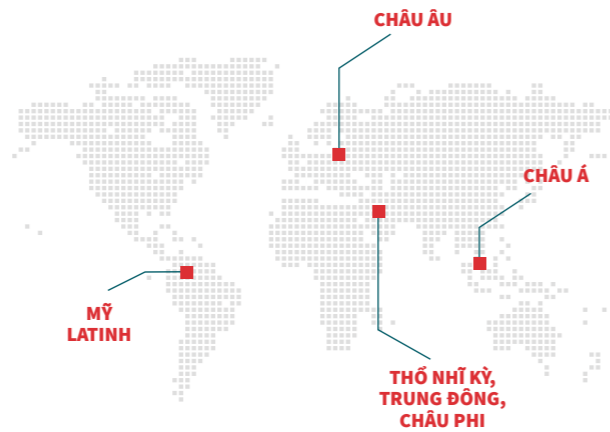 CHÂU ÂU
CHÂU Á
MỸ
LATINH
THỔ NHĨ KỲ,
TRUNG ĐÔNG,
CHÂU PHI